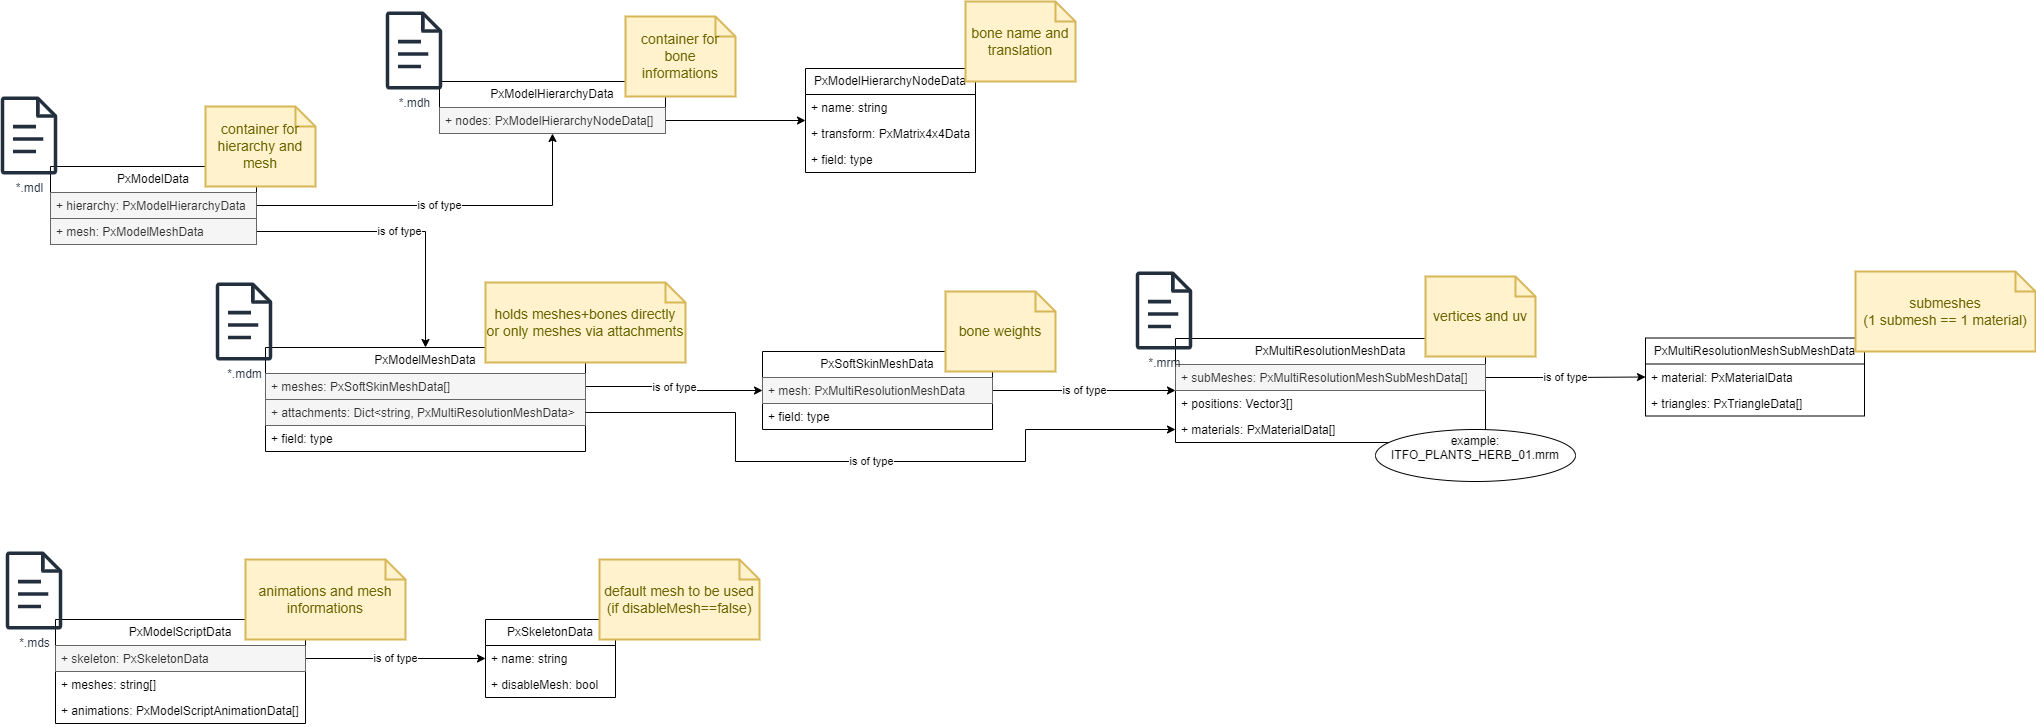 *.mdl
container for
hierarchy and
mesh
PxModelData
+ hierarchy: PxModelHierarchyData
+ mesh: PxModelMeshData
is of type
is of type
*.mdh
container for
bone
informations
PxModelHierarchyData
+ nodes: PxModelHierarchyNodeData[]
bone name and
translation
PxModelHierarchyNodeData
+ name: string
+ transform: PxMatrix4x4Data
+ field: type
*.mdm
holds meshes+bones directly
or only meshes via attachments
PxModelMeshData
+ meshes: PxSoftSkinMeshData[]
+ attachments: Dict<string, PxMultiResolutionMeshData>
+ field: type
is of type
is of type
bone weights
PxSoftSkinMeshData
+ mesh: PxMultiResolutionMeshData
+ field: type
is of type
*.mrm
vertices and uv
PxMultiResolutionMeshData
+ subMeshes: PxMultiResolutionMeshSubMeshData[]
+ positions: Vector3[]
+ materials: PxMaterialData[]
example:
ITFO_PLANTS_HERB_01.mrm
is of type
submeshes
(1 submesh == 1 material)
PxMultiResolutionMeshSubMeshData
+ material: PxMaterialData
+ triangles: PxTriangleData[]
*.mds
animations and mesh
informations
PxModelScriptData
+ skeleton: PxSkeletonData
+ meshes: string[]
+ animations: PxModelScriptAnimationData[]
is of type
default mesh to be used
(if disableMesh==false)
PxSkeletonData
+ name: string
+ disableMesh: bool